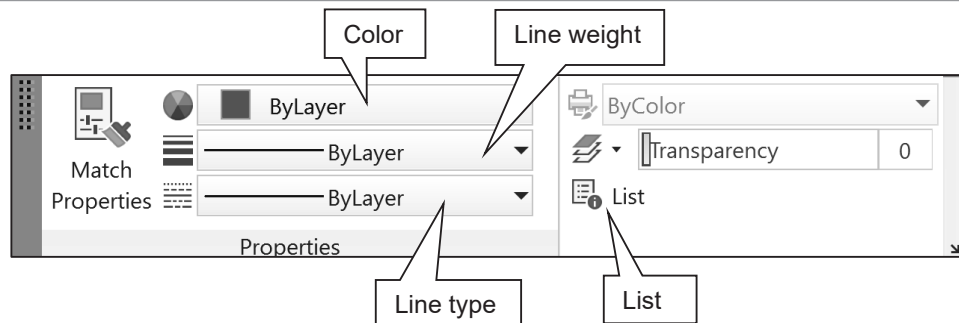 Color
Line weight
ByLayer
ByColor
ByLayer
Transparency 0
Match
Properties
ByLayer
List
Properties
Line type
List